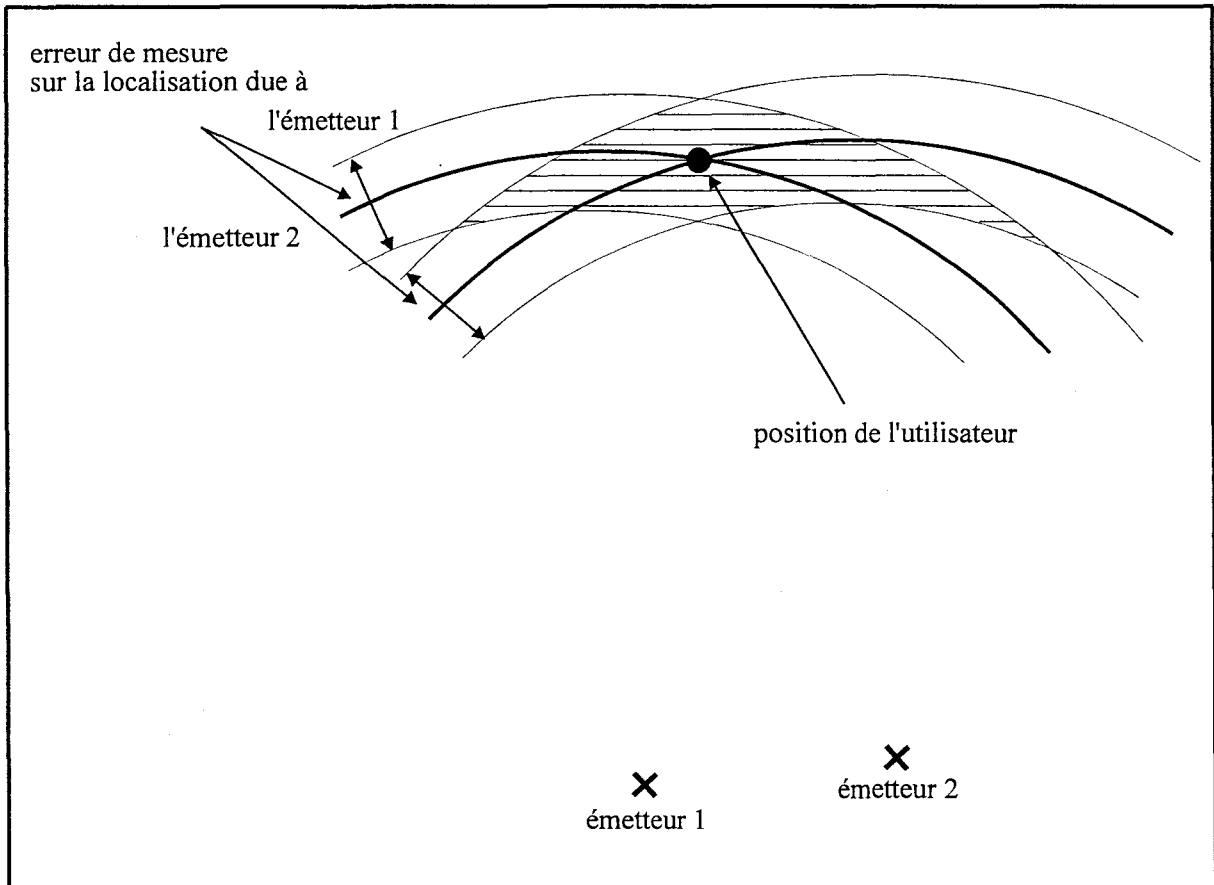 erreur de mesure
sur la localisation due à
l'émetteur 1
l'émetteur 2
position de l'utilisateur
émetteur 2
émetteur 1